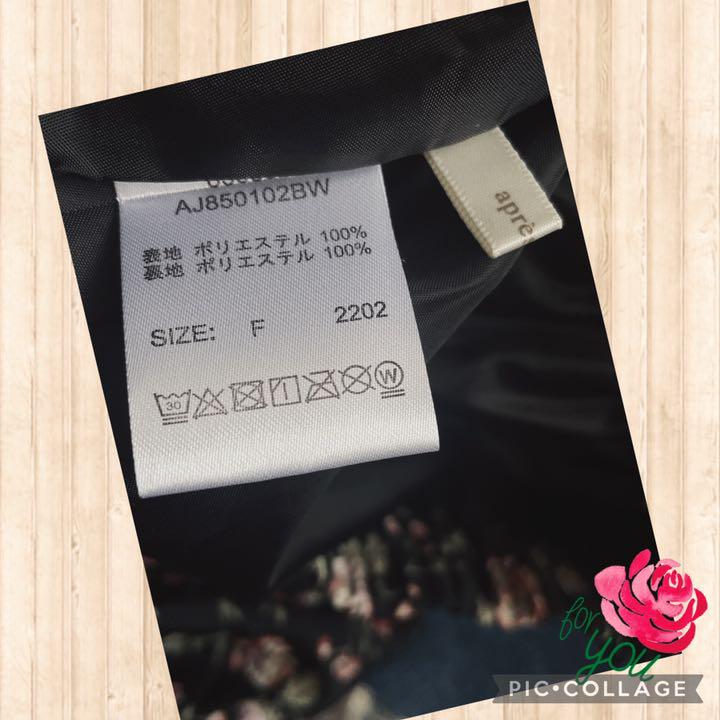 AJ850102BW
表地 ポリエステル 100%
裏地 ポリエステル 100%
SIZE: F 2202
30
W
après
for
you
PIC•COLLAGE